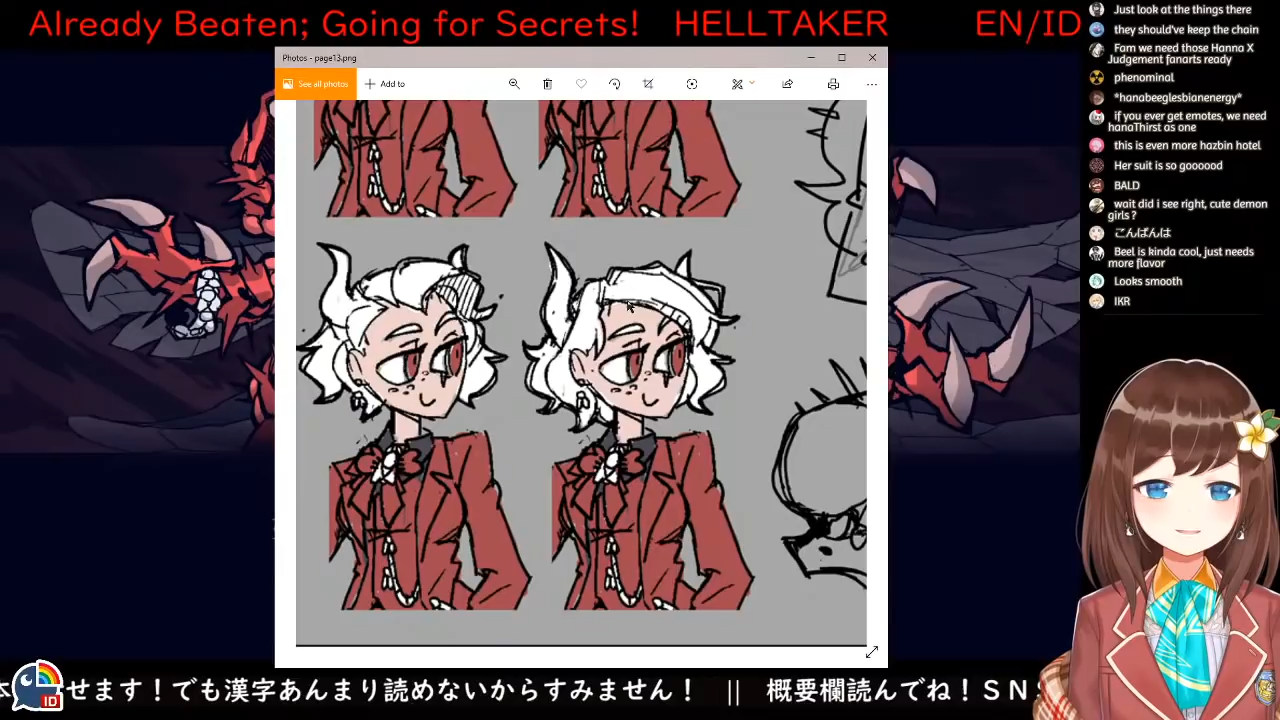 Already Beaten; Going for Secrets! HELLTAKER EN/ID
Photos - page13.png
See all photos
Add to
Just look at the things there
they should've keep the chain
Fam we need those Hanna X
Judgement fanarts ready
phenominal
*hanabeeglesbianenergy*
if you ever get emotes, we need
hanaThirst as one
this is even more hazbin hotel
Her suit is so goooood
BALD
wait did i see right, cute demon
girls ?
こんばんは
Beel is kinda cool, just needs
more flavor
Looks smooth
IKR
せます！でも漢字あんまり読めないからすみません！ || 概要欄読んでね！ＳＮ
ID